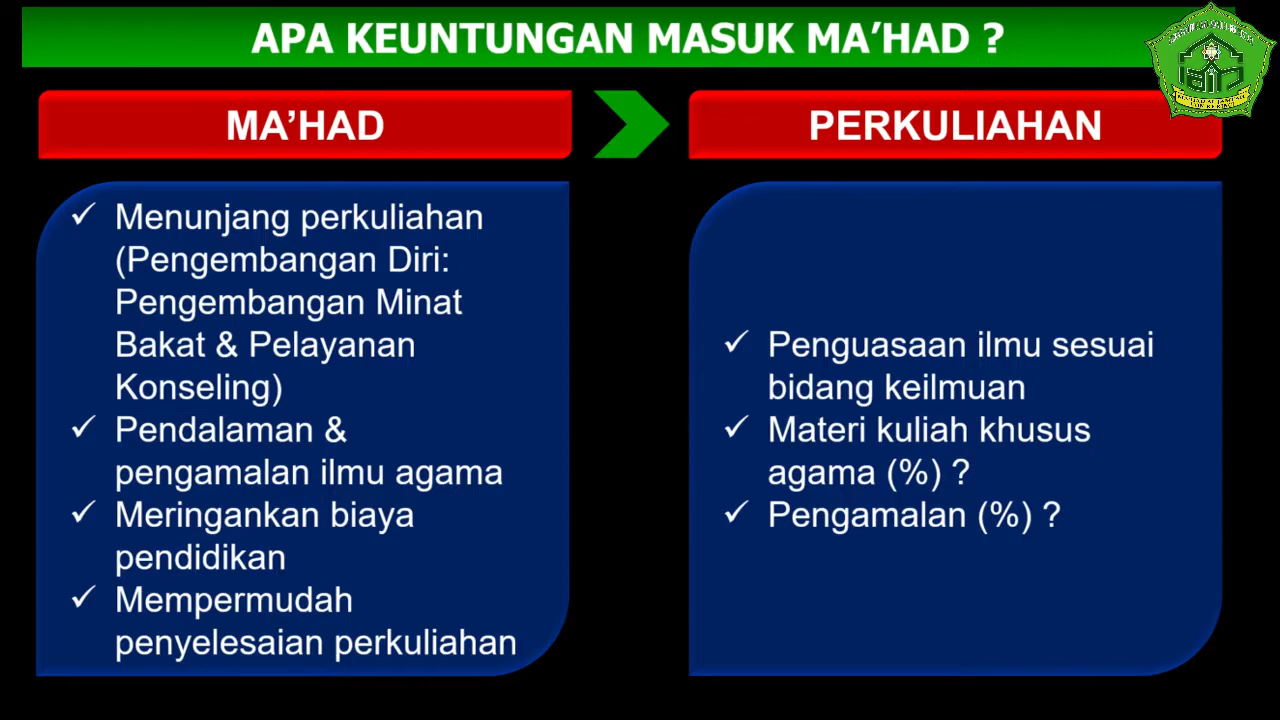 APA KEUNTUNGAN MASUK MA'HAD ?
MA'HAD
PERKULIAHAN
✓ Menunjang perkuliahan
(Pengembangan Diri:
Pengembangan Minat
Bakat & Pelayanan
Konseling)
✓ Pendalaman &
pengamalan ilmu agama
✓ Meringankan biaya
pendidikan
✓ Mempermudah
penyelesaian perkuliahan
✓ Penguasaan ilmu sesuai
bidang keilmuan
✓ Materi kuliah khusus
agama (%) ?
✓ Pengamalan (%) ?